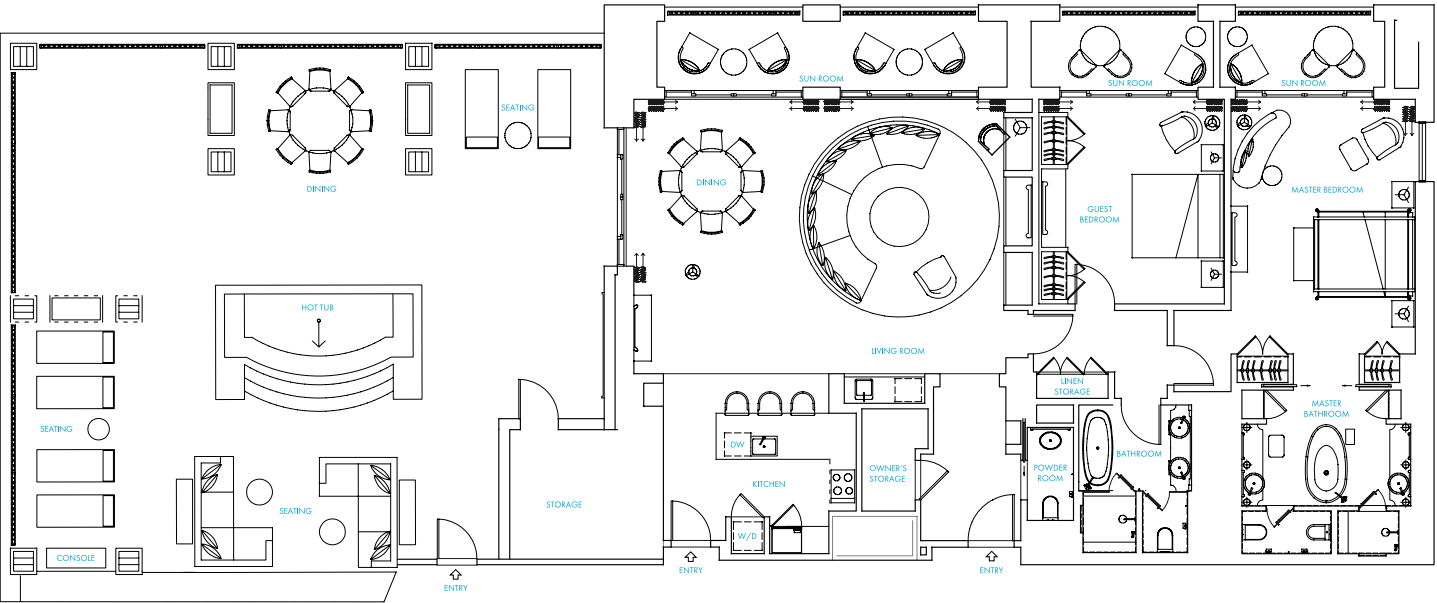 SUN ROOM
SUN ROOM
SUN ROOM
SEATING
DINING
DINING
MASTER BEDROOM
GUEST
BEDROOM
HOT TUB
LIVING ROOM
LINEN
STORAGE
MASTER
BATHROOM
SEATING
DW
BATHROOM
OWNER'S
STORAGE
POWDER
ROOM
KITCHEN
STORAGE
SEATING
W/D
CONSOLE
ENTRY
ENTRY
ENTRY